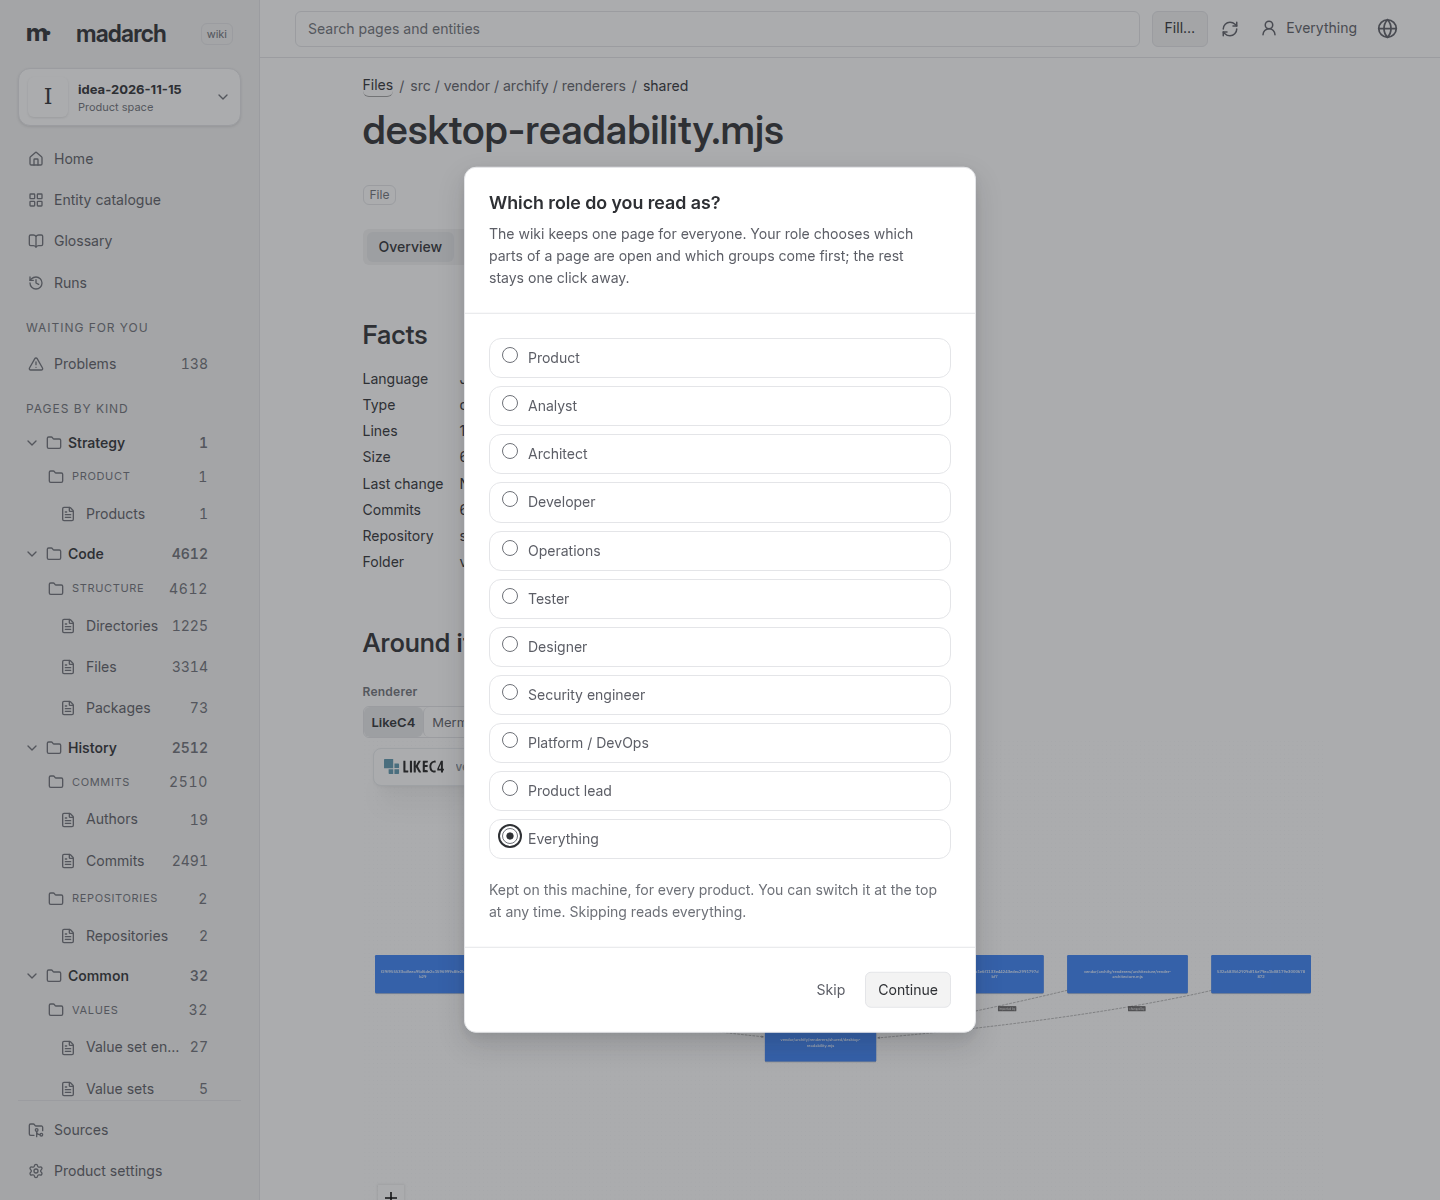 m madarch wiki
Search pages and entities
Fill...
Everything
I
idea-2026-11-15
Product space
Home
Entity catalogue
Glossary
Runs
WAITING FOR YOU
Problems 138
PAGES BY KIND
Strategy 1
PRODUCT 1
Products 1
Code 4612
STRUCTURE 4612
Directories 1225
Files 3314
Packages 73
History 2512
COMMITS 2510
Authors 19
Commits 2491
REPOSITORIES 2
Repositories 2
Common 32
VALUES 32
Value set en... 27
Value sets 5
Sources
Product settings
Files / src / vendor / archify / renderers / shared
desktop-readability.mjs
File
Overview
Facts
Language
Type
Lines
Size
Last change
Commits
Repository
Folder
Around
Renderer
LikeC4
LIKEC4
Which role do you read as?
The wiki keeps one page for everyone. Your role chooses which
parts of a page are open and which groups come first; the rest
stays one click away.
Product
Analyst
Architect
Developer
Operations
Tester
Designer
Security engineer
Platform / DevOps
Product lead
Everything
Kept on this machine, for every product. You can switch it at the top
at any time. Skipping reads everything.
Skip
Continue